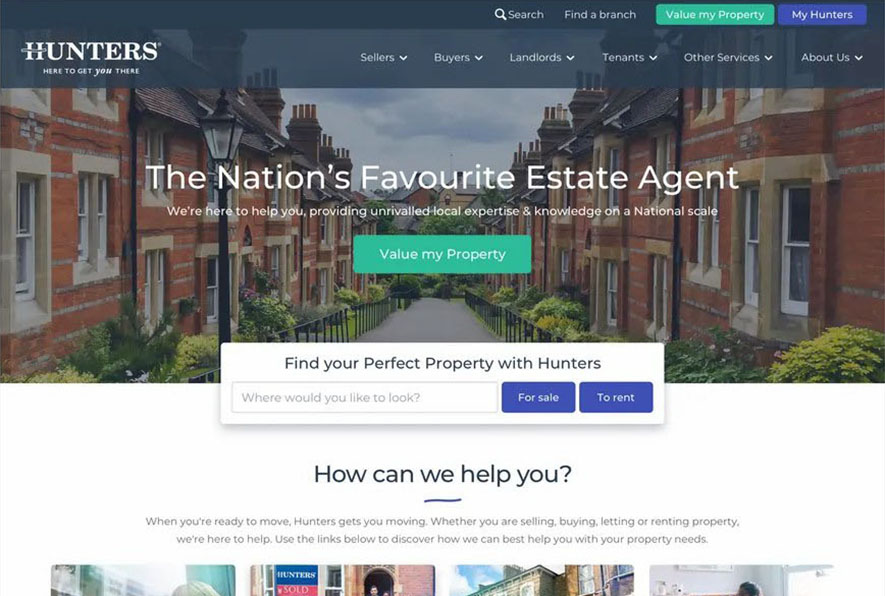 Search Find a branch Value my Property My Hunters
HUNTERS
HERE TO GET you THERE
Sellers Buyers Landlords Tenants Other Services About Us
The Nation's Favourite Estate Agent
We're here to help you, providing unrivalled local expertise & knowledge on a National scale
Value my Property
Find your Perfect Property with Hunters
Where would you like to look?
For sale To rent
How can we help you?
When you're ready to move, Hunters gets you moving. Whether you are selling, buying, letting or renting property,
we're here to help. Use the links below to discover how we can best help you with your property needs.
HUNTERS
SOLD